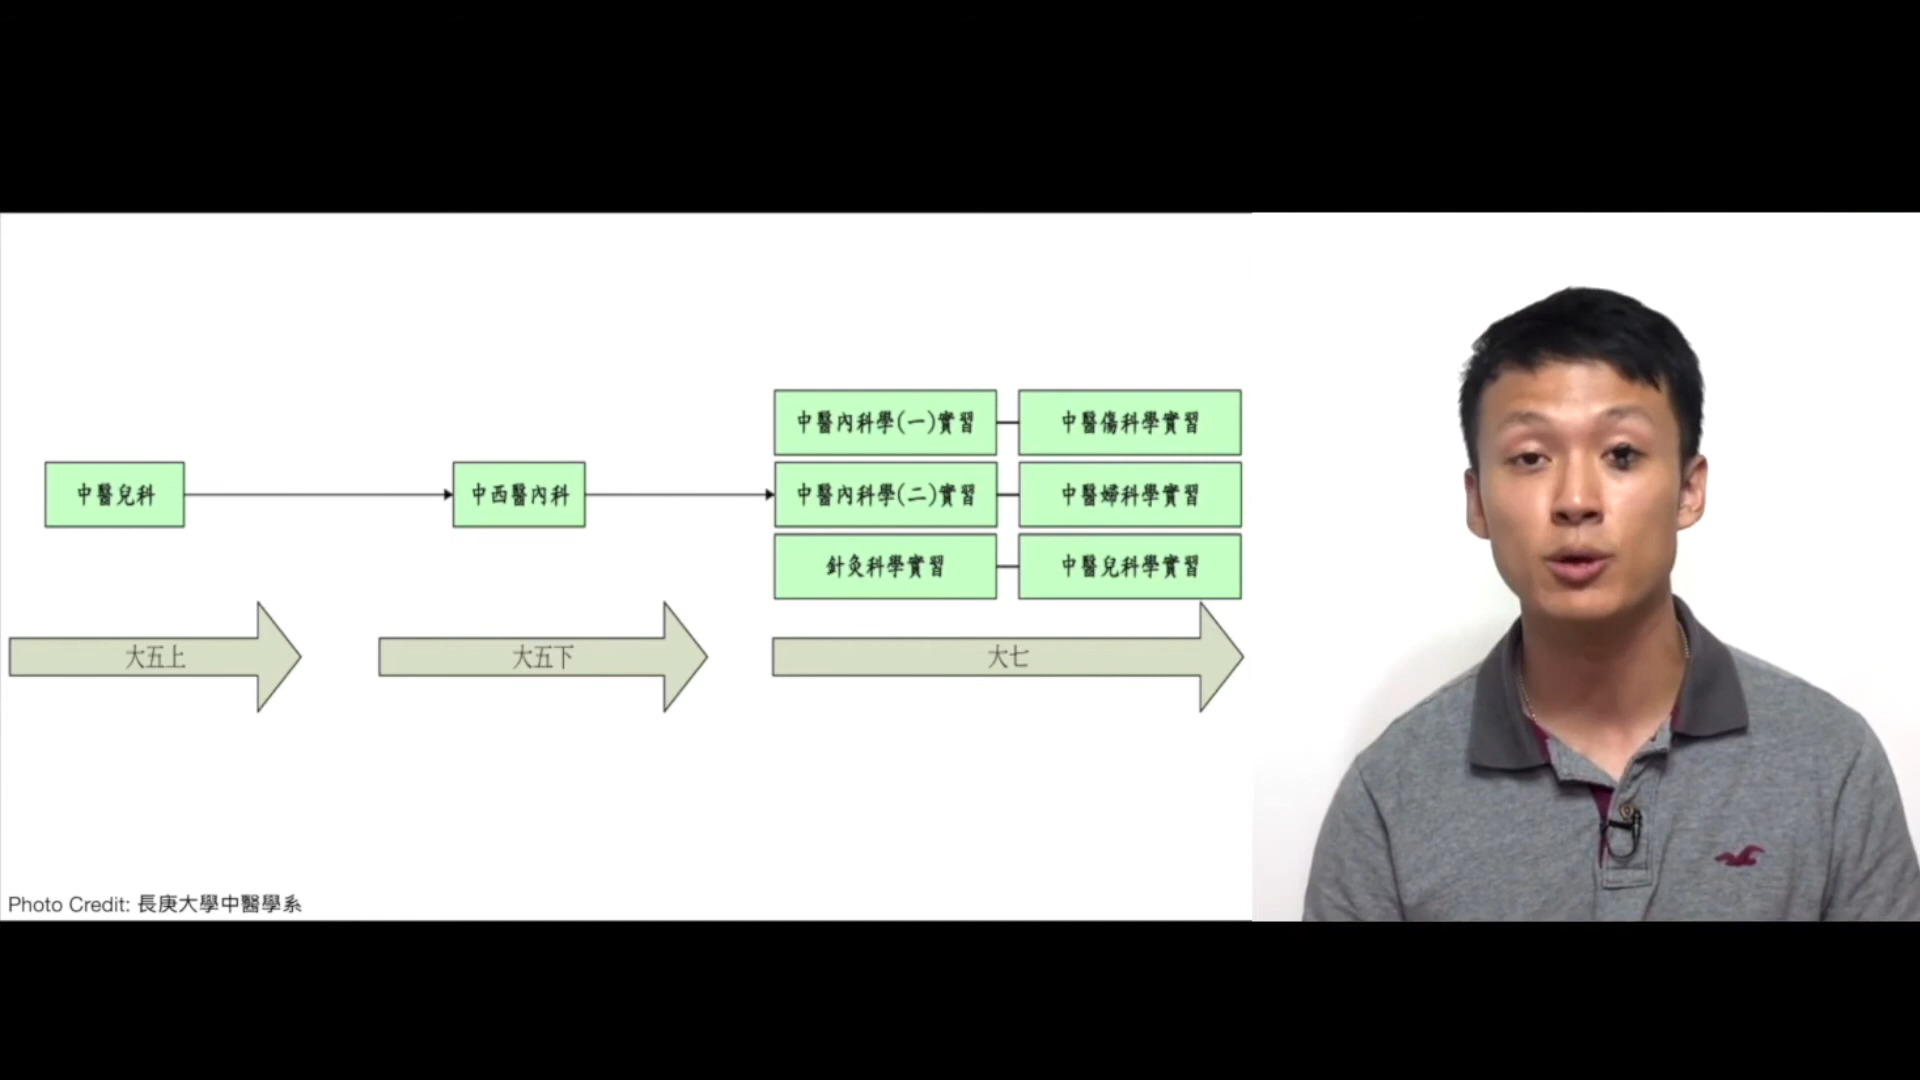 中醫兒科
中西醫內科
中醫內科學(一)實習
中醫傷科學實習
中醫內科學(二)實習
中醫婦科學實習
針灸科學實習
中醫兒科學實習
大五上
大五下
大七
Photo Credit: 長庚大學中醫學系